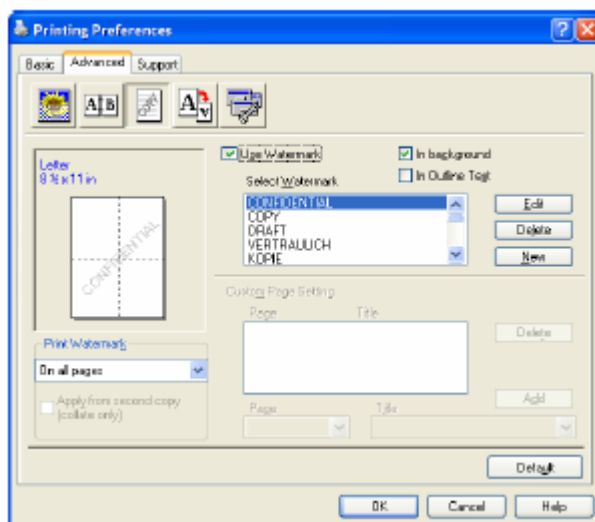 Printing Preferences
Basic Advanced Support
Letter
8 ½ x 11 in
CONFIDENTIAL
Use Watermark
In background
In Outline Text
Select Watermark
CONFIDENTIAL
COPY
DRAFT
VERTRAULICH
KOPIE
Edit
Delete
New
Custom Page Setting
Page Title
Delete
Print Watermark
On all pages
Apply from second copy
(collate only)
Add
Page Title
Default
OK Cancel Help